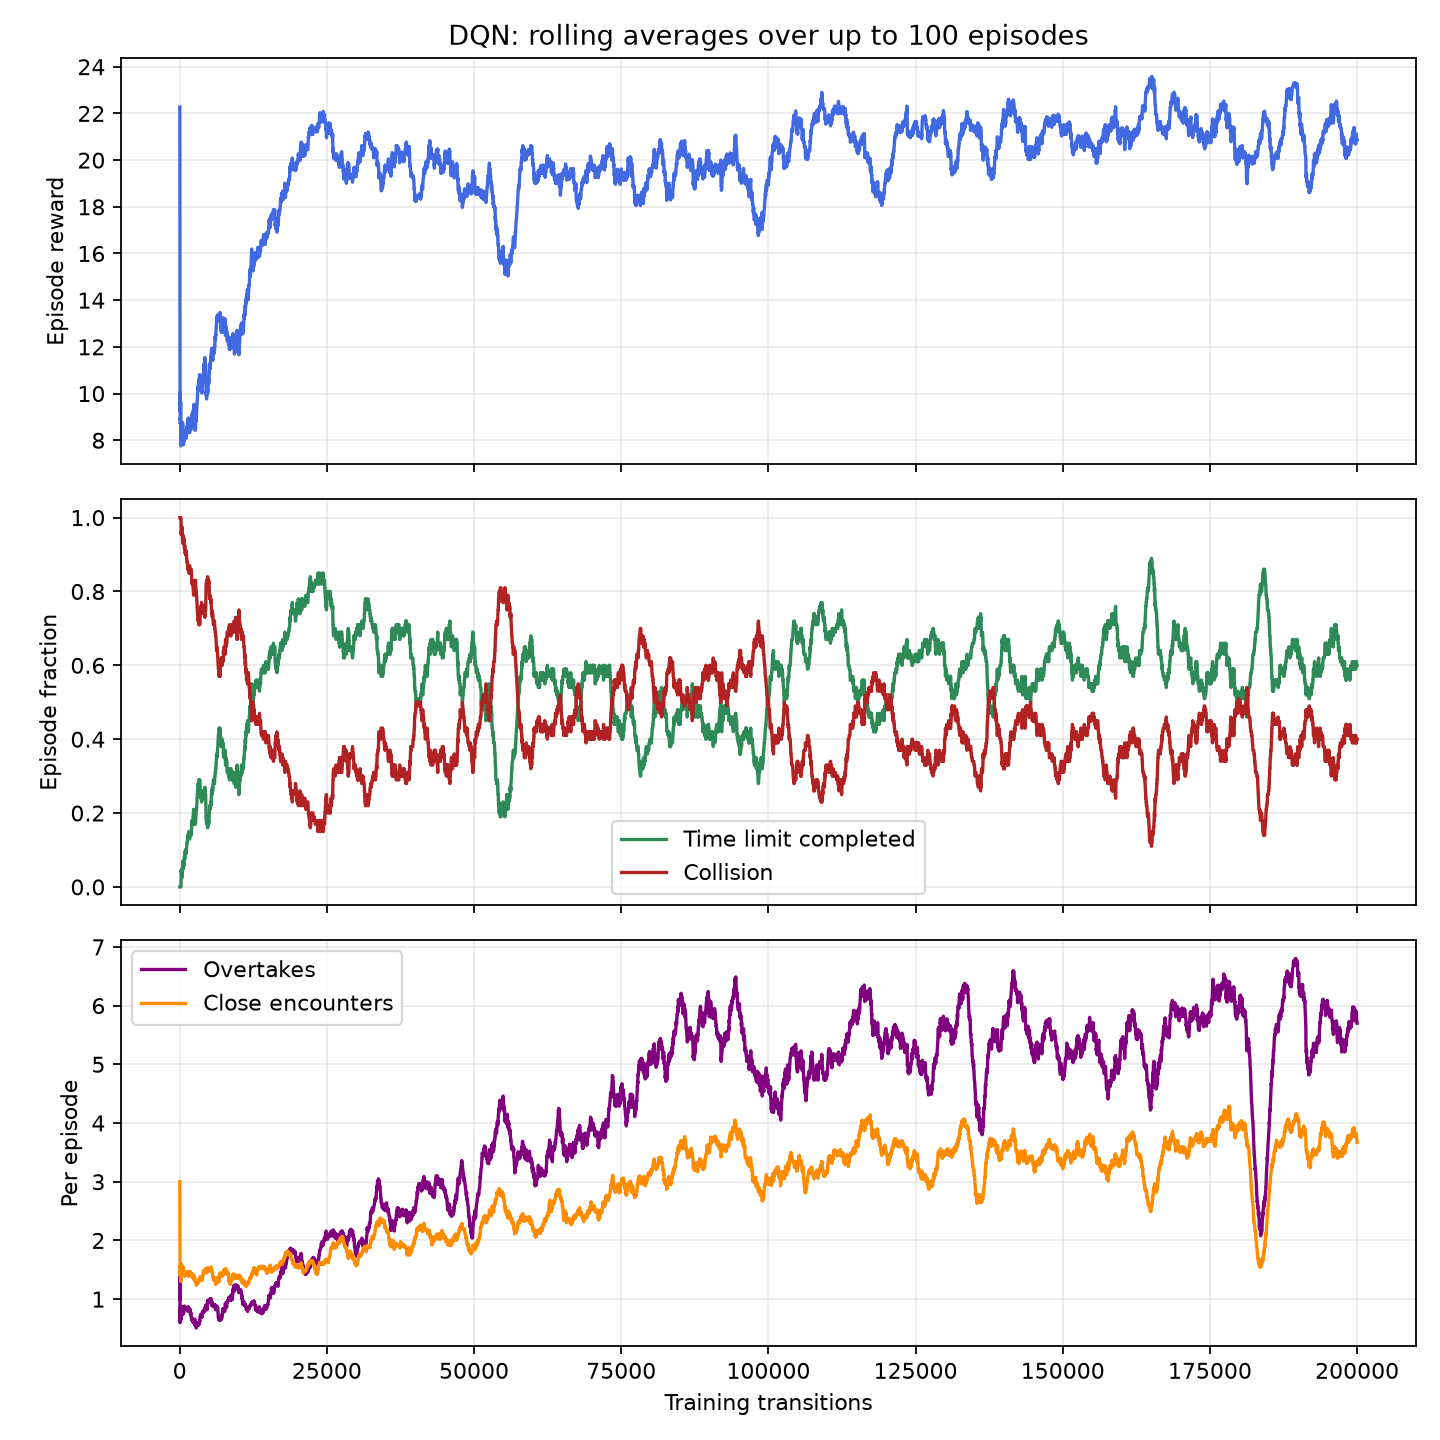 DQN: rolling averages over up to 100 episodes
24
22
20
18
16
14
12
10
8
Episode reward
1.0
0.8
0.6
0.4
0.2
0.0
Episode fraction
Time limit completed
Collision
7
6
5
4
3
2
1
Per episode
Overtakes
Close encounters
0 25000 50000 75000 100000 125000 150000 175000 200000
Training transitions